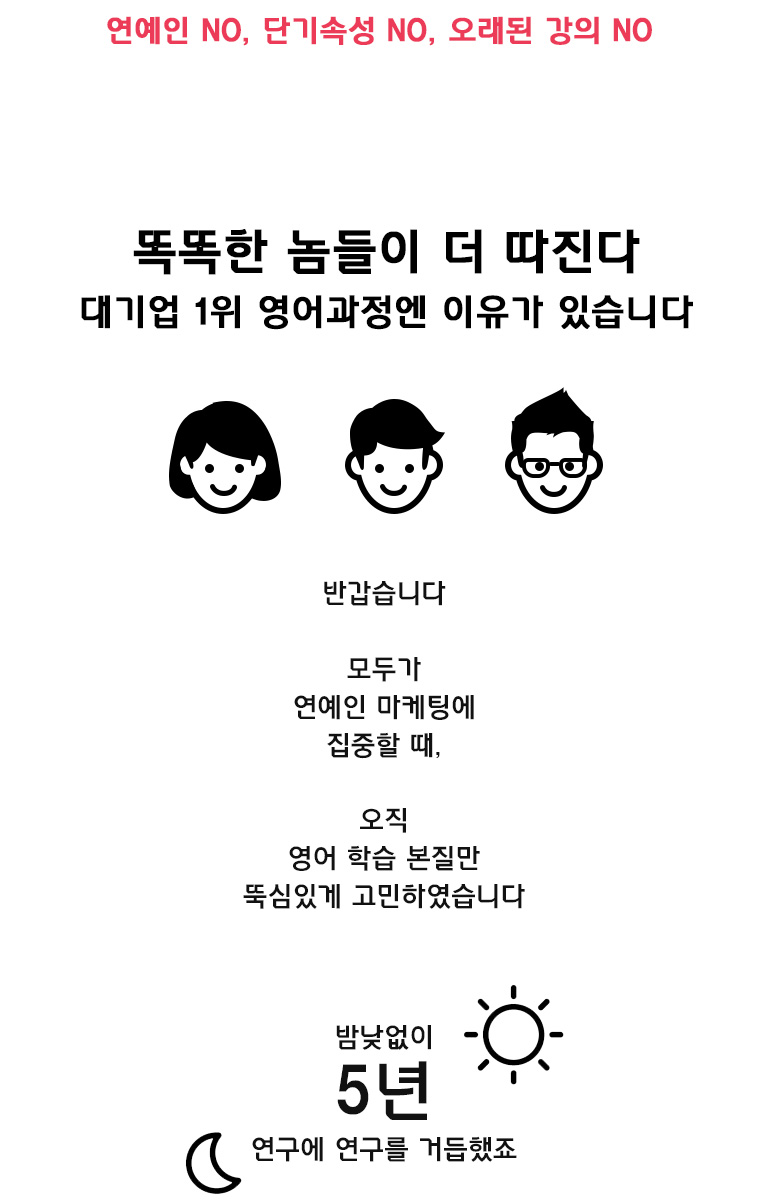 연예인 NO, 단기속성 NO, 오래된 강의 NO
똑똑한 놈들이 더 따진다
대기업 1위 영어과정엔 이유가 있습니다
반갑습니다
모두가
연예인 마케팅에
집중할 때,
오직
영어 학습 본질만
뚝심있게 고민하였습니다
밤낮없이
5년
연구에 연구를 거듭했죠